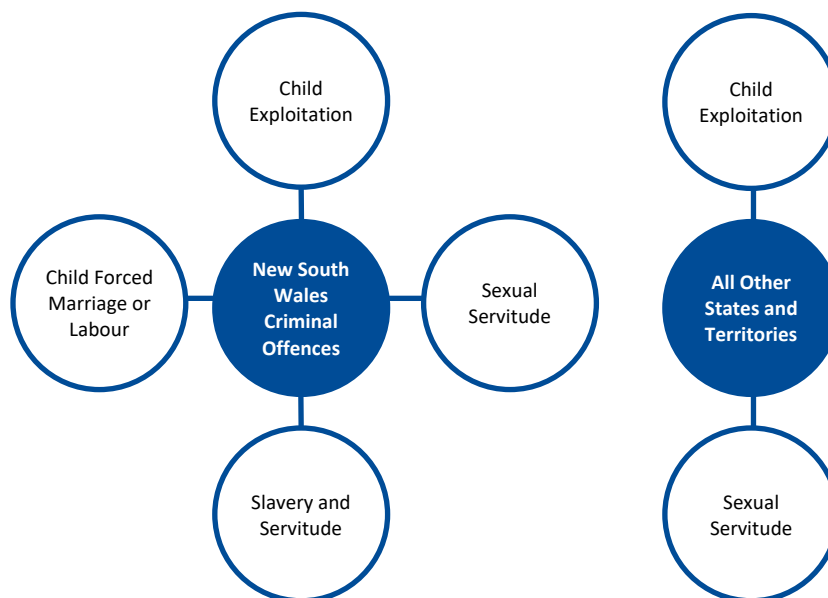 Child
Exploitation
Child Forced
Marriage or
Labour
New South
Wales
Criminal
Offences
Sexual
Servitude
Slavery and
Servitude
Child
Exploitation
All Other
States and
Territories
Sexual
Servitude